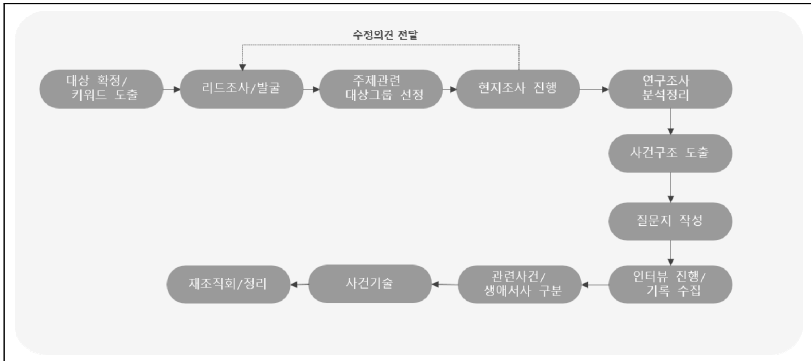 수정의견 전달
대상 확정/
키워드 도출
리드조사/발굴
주제관련
대상그룹 선정
현지조사 진행
연구조사
분석정리
사건구조 도출
질문지 작성
인터뷰 진행/
기록 수집
관련사건/
생애서사 구분
사건기술
재조직회/정리